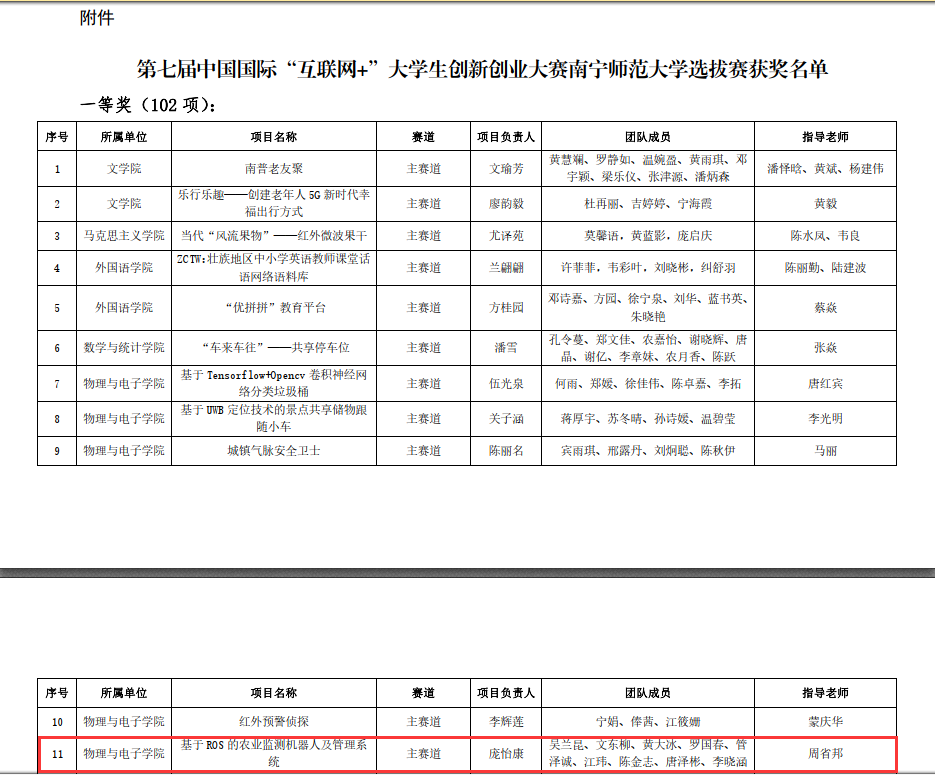 附件
第七届中国国际“互联网+”大学生创新创业大赛南宁师范大学选拔赛获奖名单
一等奖（102 项）：
序号 所属单位 项目名称 赛道 项目负责人 团队成员 指导老师
1 文学院 南普老友聚 主赛道 文瑜芳 黄慧斓、罗静如、温婉盈、黄雨琪、邓宇颖、梁乐仪、张津源、潘炳森 潘怿晗、黄斌、杨建伟
2 文学院 乐行乐趣——创建老年人 5G 新时代幸福出行方式 主赛道 廖韵毅 杜再丽、吉婷婷、宁海霞 黄毅
3 马克思主义学院 当代“风流果物”——红外微波果干 主赛道 尤译苑 莫馨语，黄蓝影，庞启庆 陈水凤、韦良
4 外国语学院 ZCTW:壮族地区中小学英语教师课堂话语网络语料库 主赛道 兰翩翩 许菲菲，韦彩叶，刘晓彬，纠舒羽 陈丽勤、陆建波
5 外国语学院 “优拼拼”教育平台 主赛道 方桂园 邓诗嘉、方园、徐宁泉、刘华、蓝书英、朱晓艳 蔡焱
6 数学与统计学院 “车来车往”——共享停车位 主赛道 潘雪 孔令蔓、郑文佳、农嘉怡、谢晓辉、唐晶、谢亿、李章妹、农月香、陈跃 张焱
7 物理与电子学院 基于 Tensorflow+Opencv 卷积神经网络分类垃圾桶 主赛道 伍光泉 何雨、郑媛、徐佳伟、陈卓嘉、李拓 唐红宾
8 物理与电子学院 基于 UWB 定位技术的景点共享储物跟随小车 主赛道 关子涵 蒋厚宇、苏冬晴、孙诗媛、温碧莹 李光明
9 物理与电子学院 城镇气脉安全卫士 主赛道 陈丽名 宾雨琪、邢露丹、刘炯聪、陈秋伊 马丽
序号 所属单位 项目名称 赛道 项目负责人 团队成员 指导老师
10 物理与电子学院 红外预警侦探 主赛道 李辉莲 宁娟、俸茜、江筱姗 蒙庆华
11 物理与电子学院 基于 ROS 的农业监测机器人及管理系统 主赛道 庞怡康 吴兰昆、文东柳、黄大冰、罗国春、管泽诚、江玮、陈金志、唐泽彬、李晓涵 周省邦